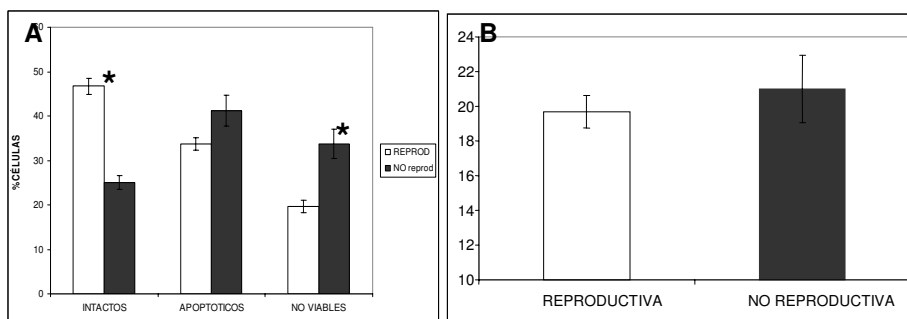 A
*
*
%CÉLULAS
60
50
40
30
20
10
0
INTACTOS APOPTOTICOS NO VIABLES
REPROD
NO reprod
B
24
22
20
18
16
14
12
10
REPRODUCTIVA NO REPRODUCTIVA